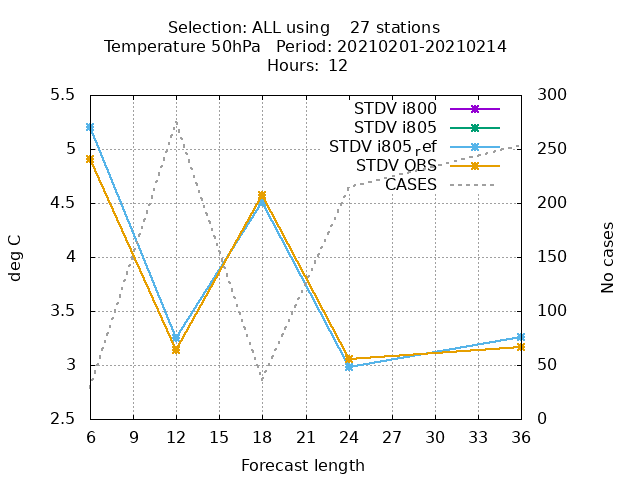 Selection: ALL using    27 stations
Temperature 50hPa   Period: 20210201-20210214
Hours:  12
5.5
5
4.5
4
3.5
3
2.5
300
250
200
150
100
50
0
deg C
No cases
STDV i800
STDV i805
STDV i805_ref
STDV OBS
CASES
6 9 12 15 18 21 24 27 30 33 36
Forecast length